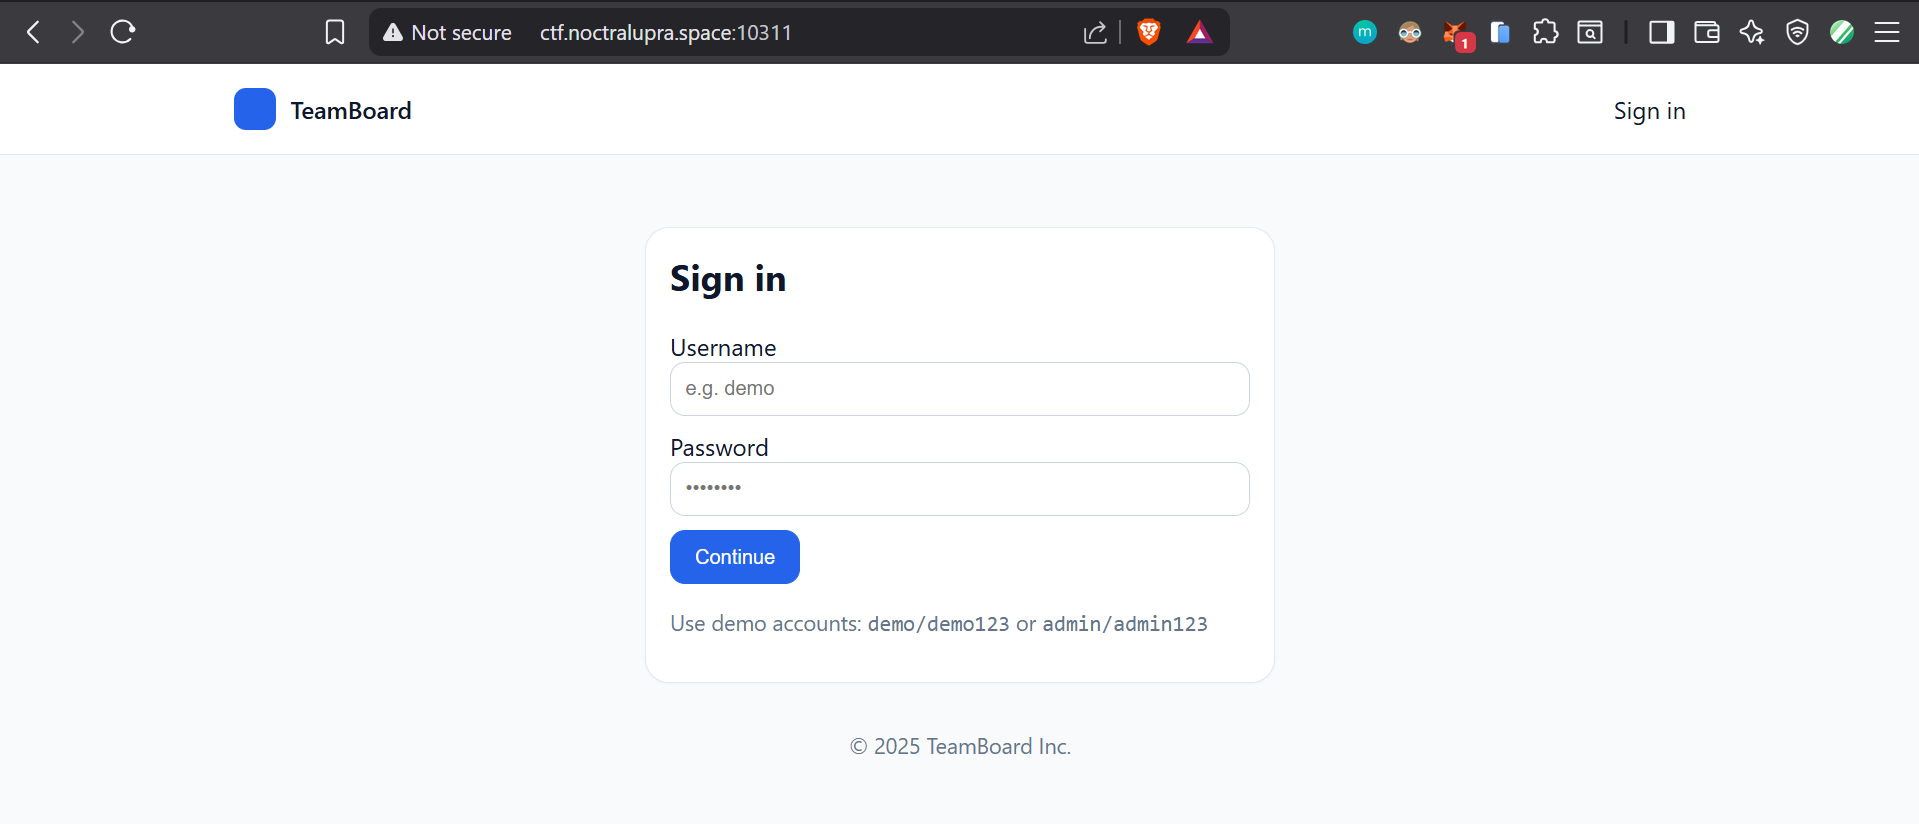 Not secure ctf.noctralupra.space:10311
m
1
TeamBoard
Sign in
Sign in
Username
e.g. demo
Password
••••••••
Continue
Use demo accounts: demo/demo123 or admin/admin123
© 2025 TeamBoard Inc.